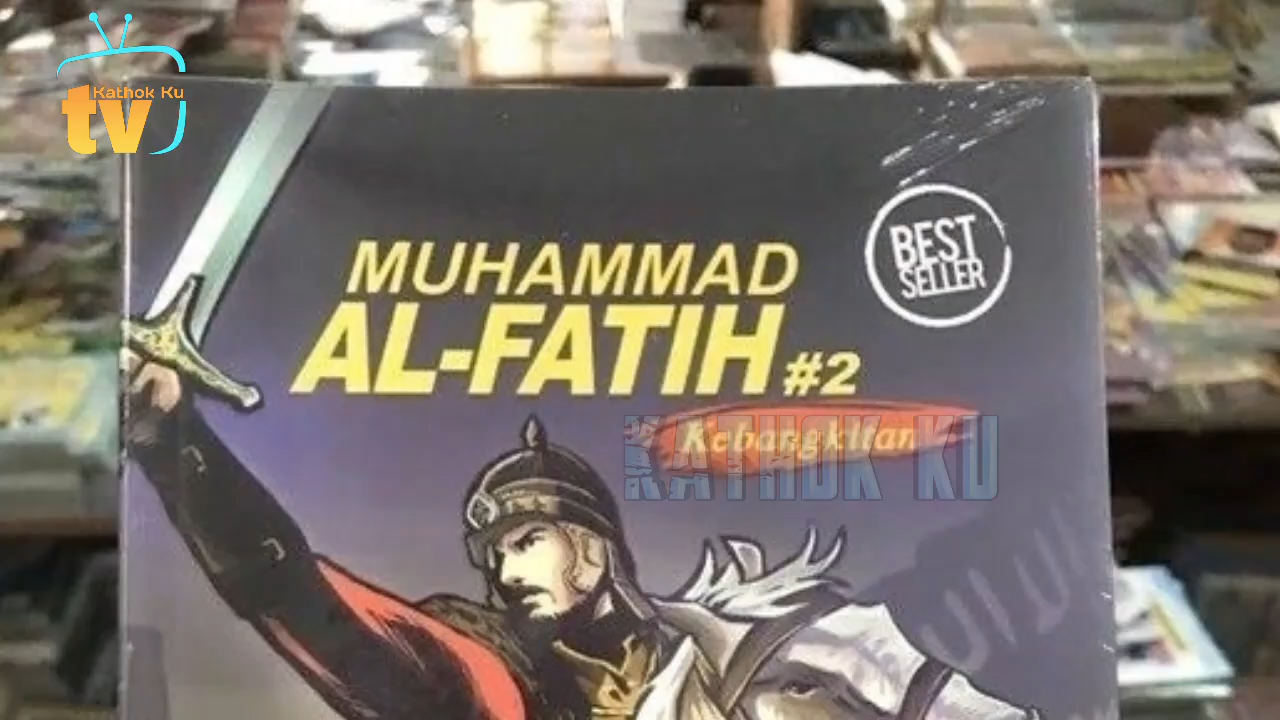 Kathok Ku
tv
BEST
SELLER
MUHAMMAD
AL-FATIH #2
Kebangkitan
KATHOK KU